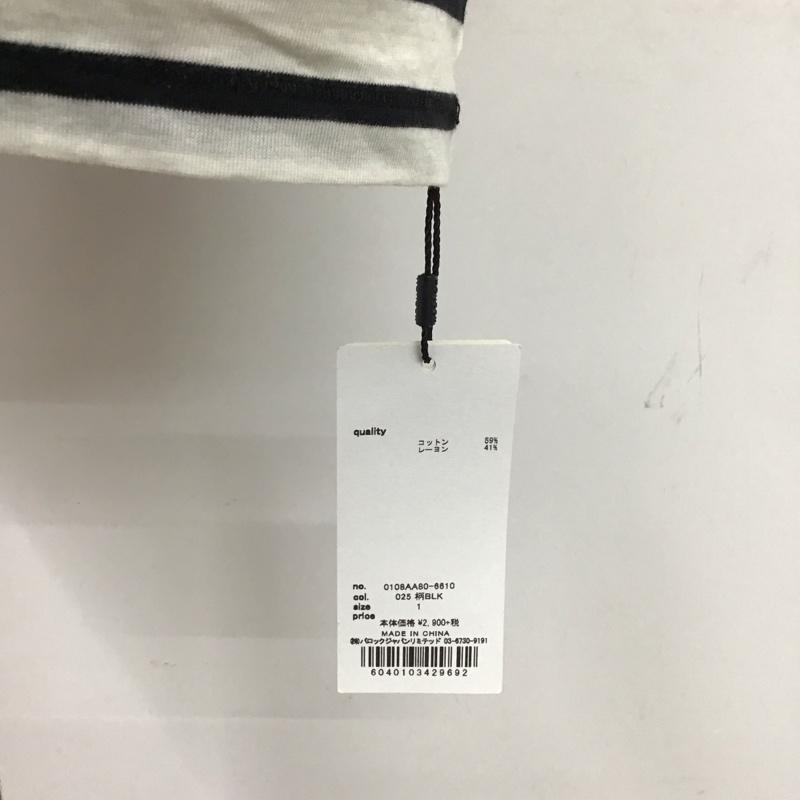 quality
コットン 59%
レーヨン 41%
no. 0108AA80-6610
col. 025 柄BLK
size 1
price 本体価格 ¥2,900+税
MADE IN CHINA
㈱バロックジャパンリミテッド 03-6730-9191
6040103429692